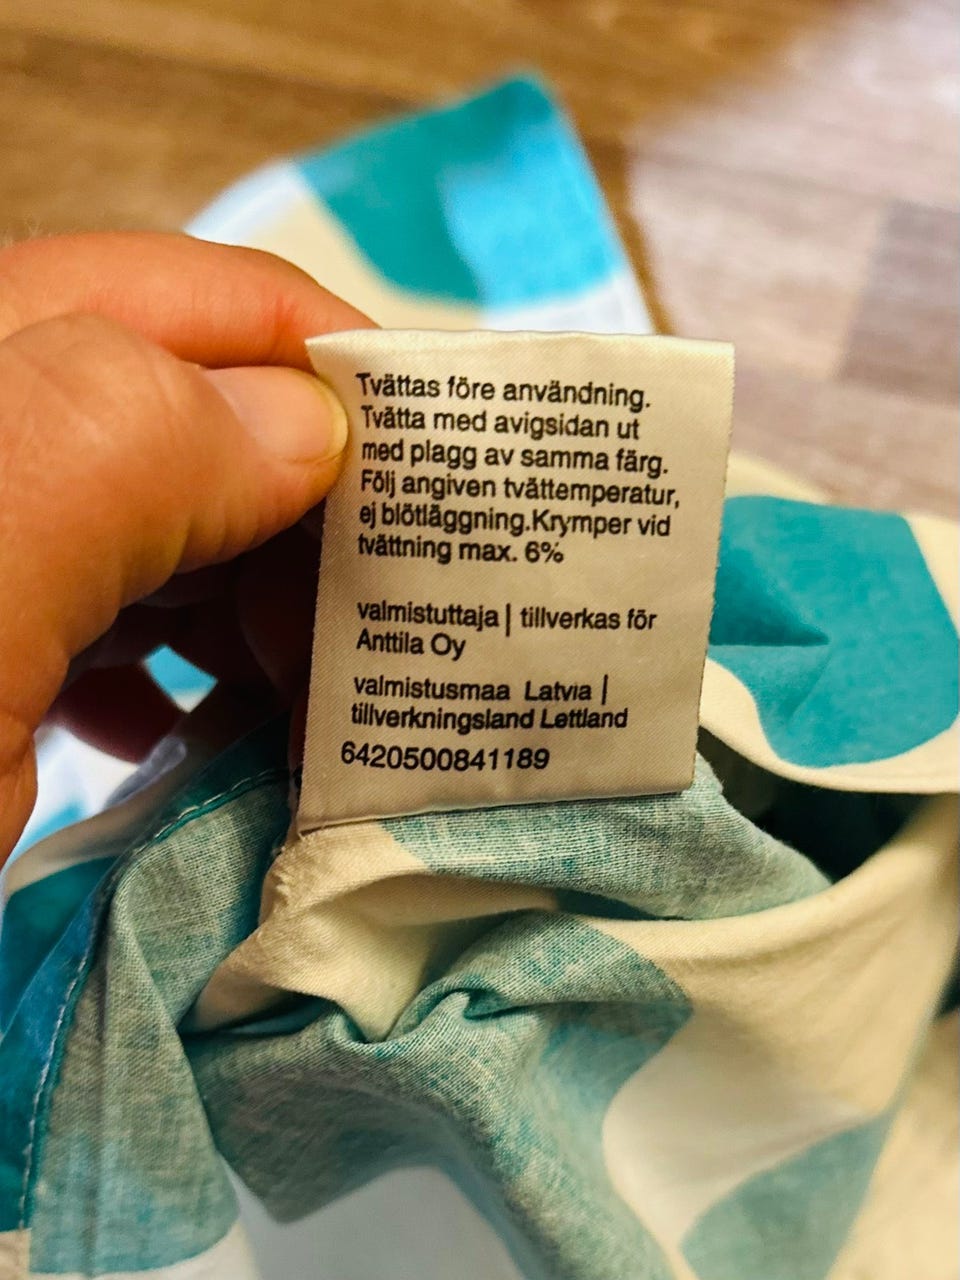 Tvättas före användning.
Tvätta med avigsidan ut
med plagg av samma färg.
Följ angiven tvättemperatur,
ej blötläggning.Krymper vid
tvättning max. 6%
valmistuttaja | tillverkas för
Anttila Oy
valmistusmaa Latvia |
tillverkningsland Lettland
6420500841189